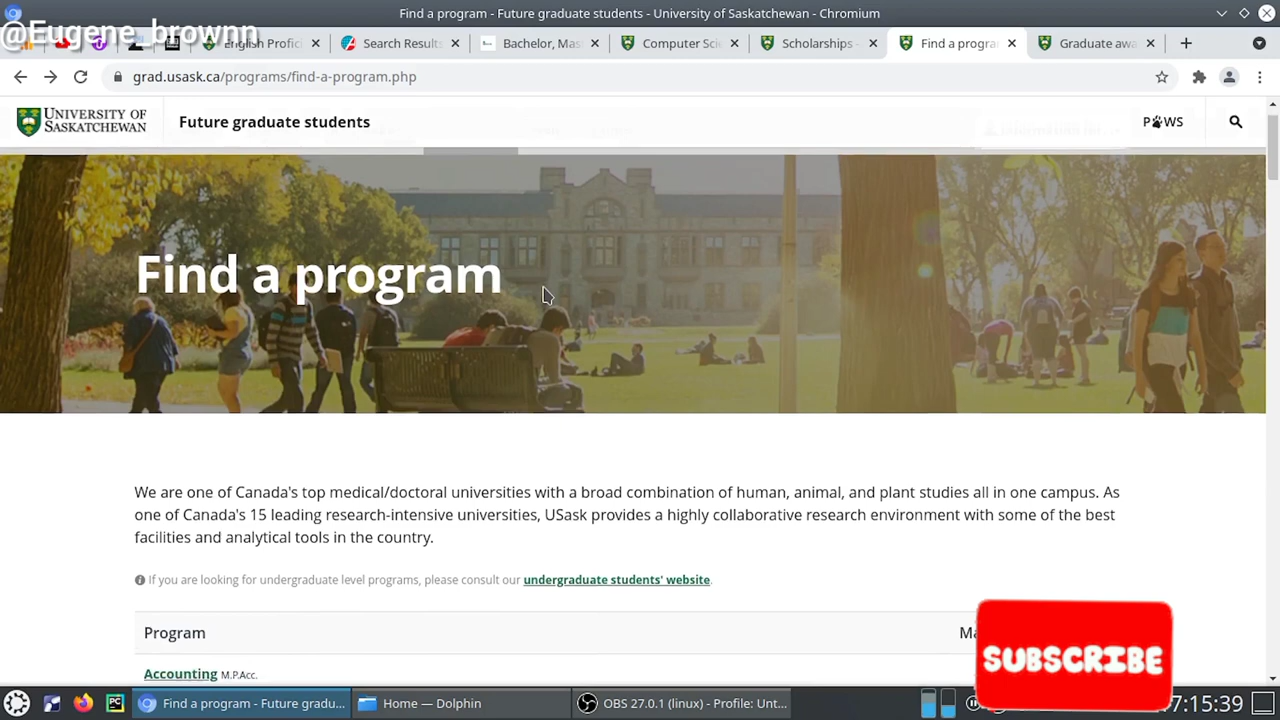 Find a program - Future graduate students - University of Saskatchewan - Chromium
@Eugene_brownn
English Profic
Search Result
Bachelor, Ma
Computer Sci
Scholarships
Find a progra
Graduate awa
grad.usask.ca/programs/find-a-program.php
UNIVERSITY OF
SASKATCHEWAN
Future graduate students
PAWS
Find a program
We are one of Canada's top medical/doctoral universities with a broad combination of human, animal, and plant studies all in one campus. As
one of Canada's 15 leading research-intensive universities, USask provides a highly collaborative research environment with some of the best
facilities and analytical tools in the country.
If you are looking for undergraduate level programs, please consult our undergraduate students' website.
Program
Ma
Accounting M.P.Acc.
SUBSCRIBE
PC
Find a program - Future gradu...
Home — Dolphin
OBS 27.0.1 (linux) - Profile: Unt...
17:15:39